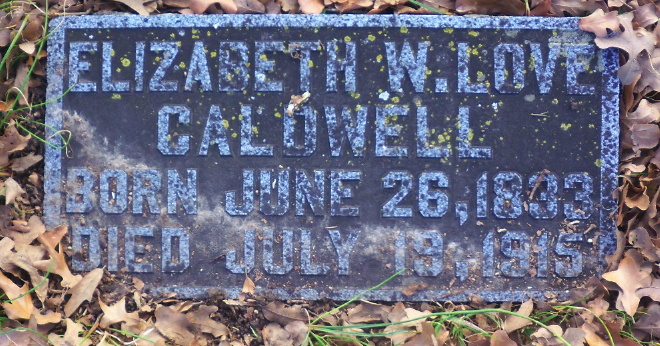 ELIZABETH W. LOVE
CALDWELL
BORN JUNE 26, 1833
DIED JULY 19, 1915